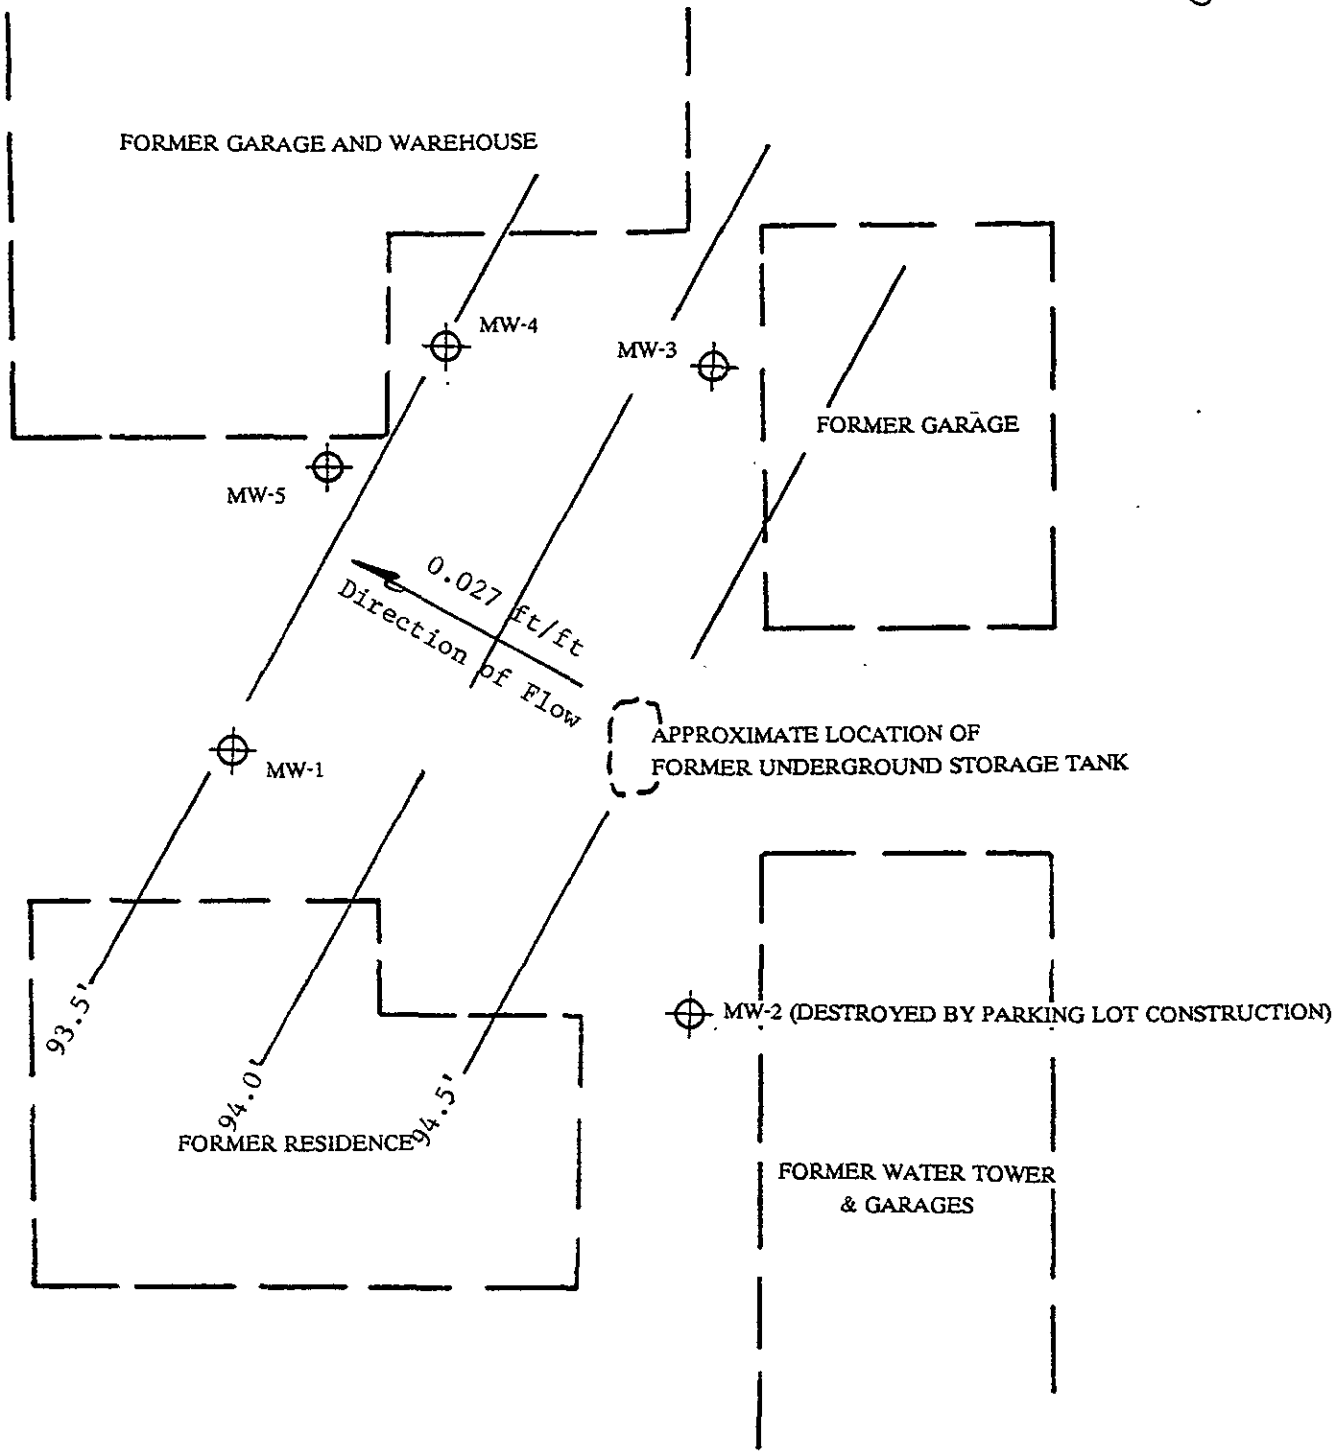 FORMER GARAGE AND WAREHOUSE
MW-4
MW-3
FORMER GARAGE
MW-5
0.027 ft/ft
Direction of Flow
APPROXIMATE LOCATION OF
FORMER UNDERGROUND STORAGE TANK
MW-1
MW-2 (DESTROYED BY PARKING LOT CONSTRUCTION)
93.5'
94.0'
94.5'
FORMER RESIDENCE
FORMER WATER TOWER
& GARAGES